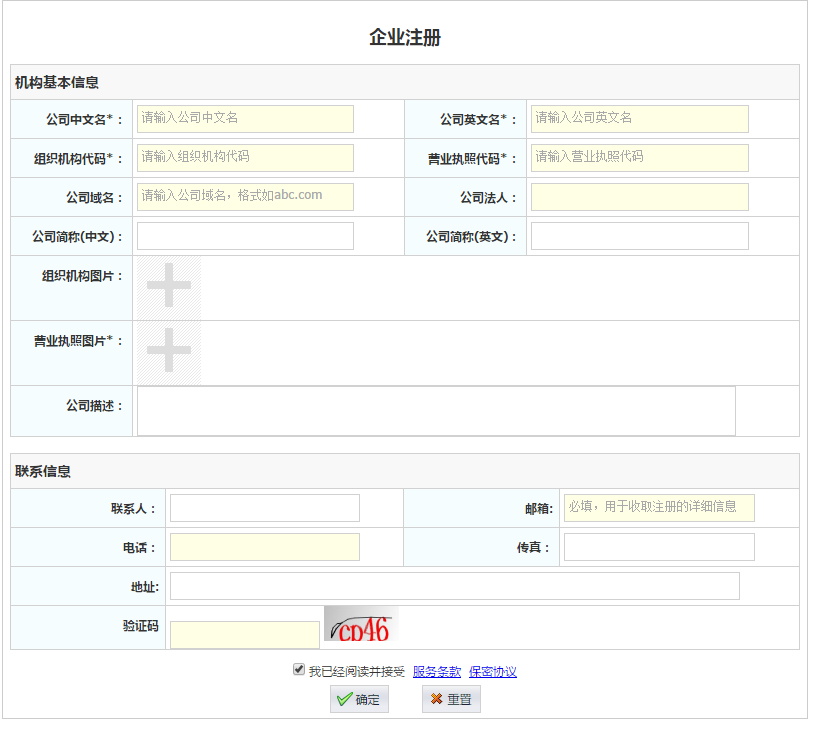 企业注册
机构基本信息
公司中文名*： 请输入公司中文名 公司英文名*： 请输入公司英文名
组织机构代码*： 请输入组织机构代码 营业执照代码*： 请输入营业执照代码
公司域名： 请输入公司域名，格式如abc.com 公司法人：
公司简称(中文)： 公司简称(英文)：
组织机构图片：
营业执照图片*：
公司描述：
联系信息
联系人： 邮箱: 必填，用于收取注册的详细信息
电话： 传真：
地址:
验证码 CD46
我已经阅读并接受 服务条款 保密协议
确定 重置